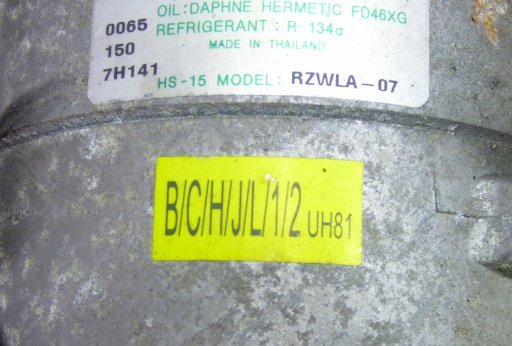 OIL:DAPHNE HERMETIC FD46XG
0065 REFRIGERANT : R-134a
150 MADE IN THAILAND
7H141 HS-15 MODEL: RZWLA-07
B/C/H/J/L/1/2 UH81